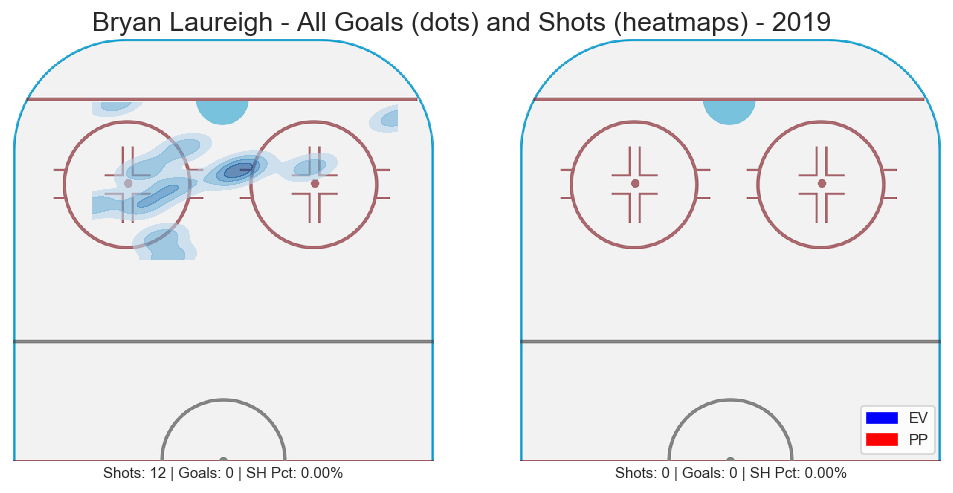 Bryan Laureigh - All Goals (dots) and Shots (heatmaps) - 2019
EV
PP
Shots: 12 | Goals: 0 | SH Pct: 0.00%
Shots: 0 | Goals: 0 | SH Pct: 0.00%